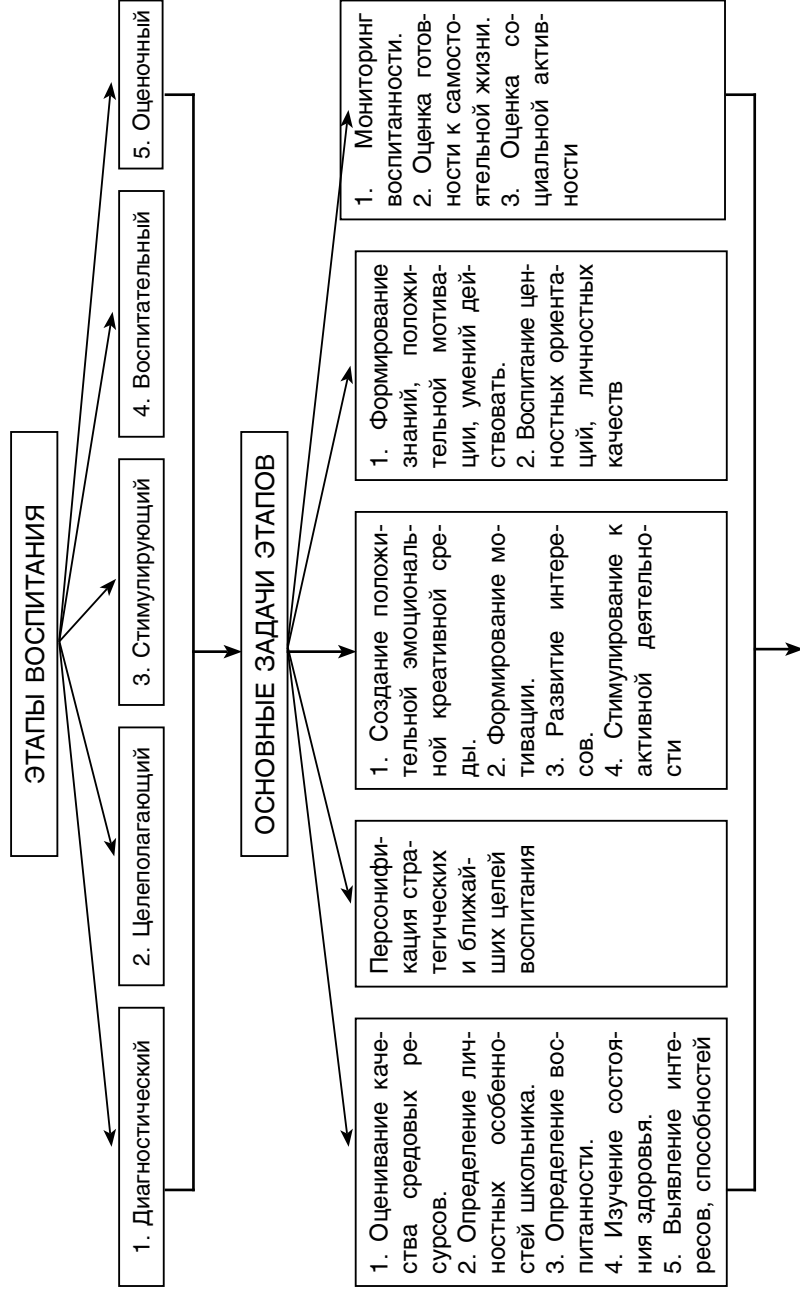 ЭТАПЫ ВОСПИТАНИЯ
1. Диагностический
2. Целеполагающий
3. Стимулирующий
4. Воспитательный
5. Оценочный
ОСНОВНЫЕ ЗАДАЧИ ЭТАПОВ
1. Оценивание каче-
ства средовых ре-
сурсов.
2. Определение лич-
ностных особенно-
стей школьника.
3. Определение вос-
питанности.
4. Изучение состоя-
ния здоровья.
5. Выявление инте-
ресов, способностей
Персонифи-
кация стра-
тегических
и ближай-
ших целей
воспитания
1. Создание положи-
тельной эмоциональ-
ной креативной сре-
ды.
2. Формирование мо-
тивации.
3. Развитие интере-
сов.
4. Стимулирование к
активной деятельно-
сти
1. Формирование
знаний, положи-
тельной мотива-
ции, умений дей-
ствовать.
2. Воспитание цен-
ностных ориента-
ций, личностных
качеств
1. Мониторинг
воспитанности.
2. Оценка готов-
ности к самосто-
ятельной жизни.
3. Оценка со-
циальной актив-
ности